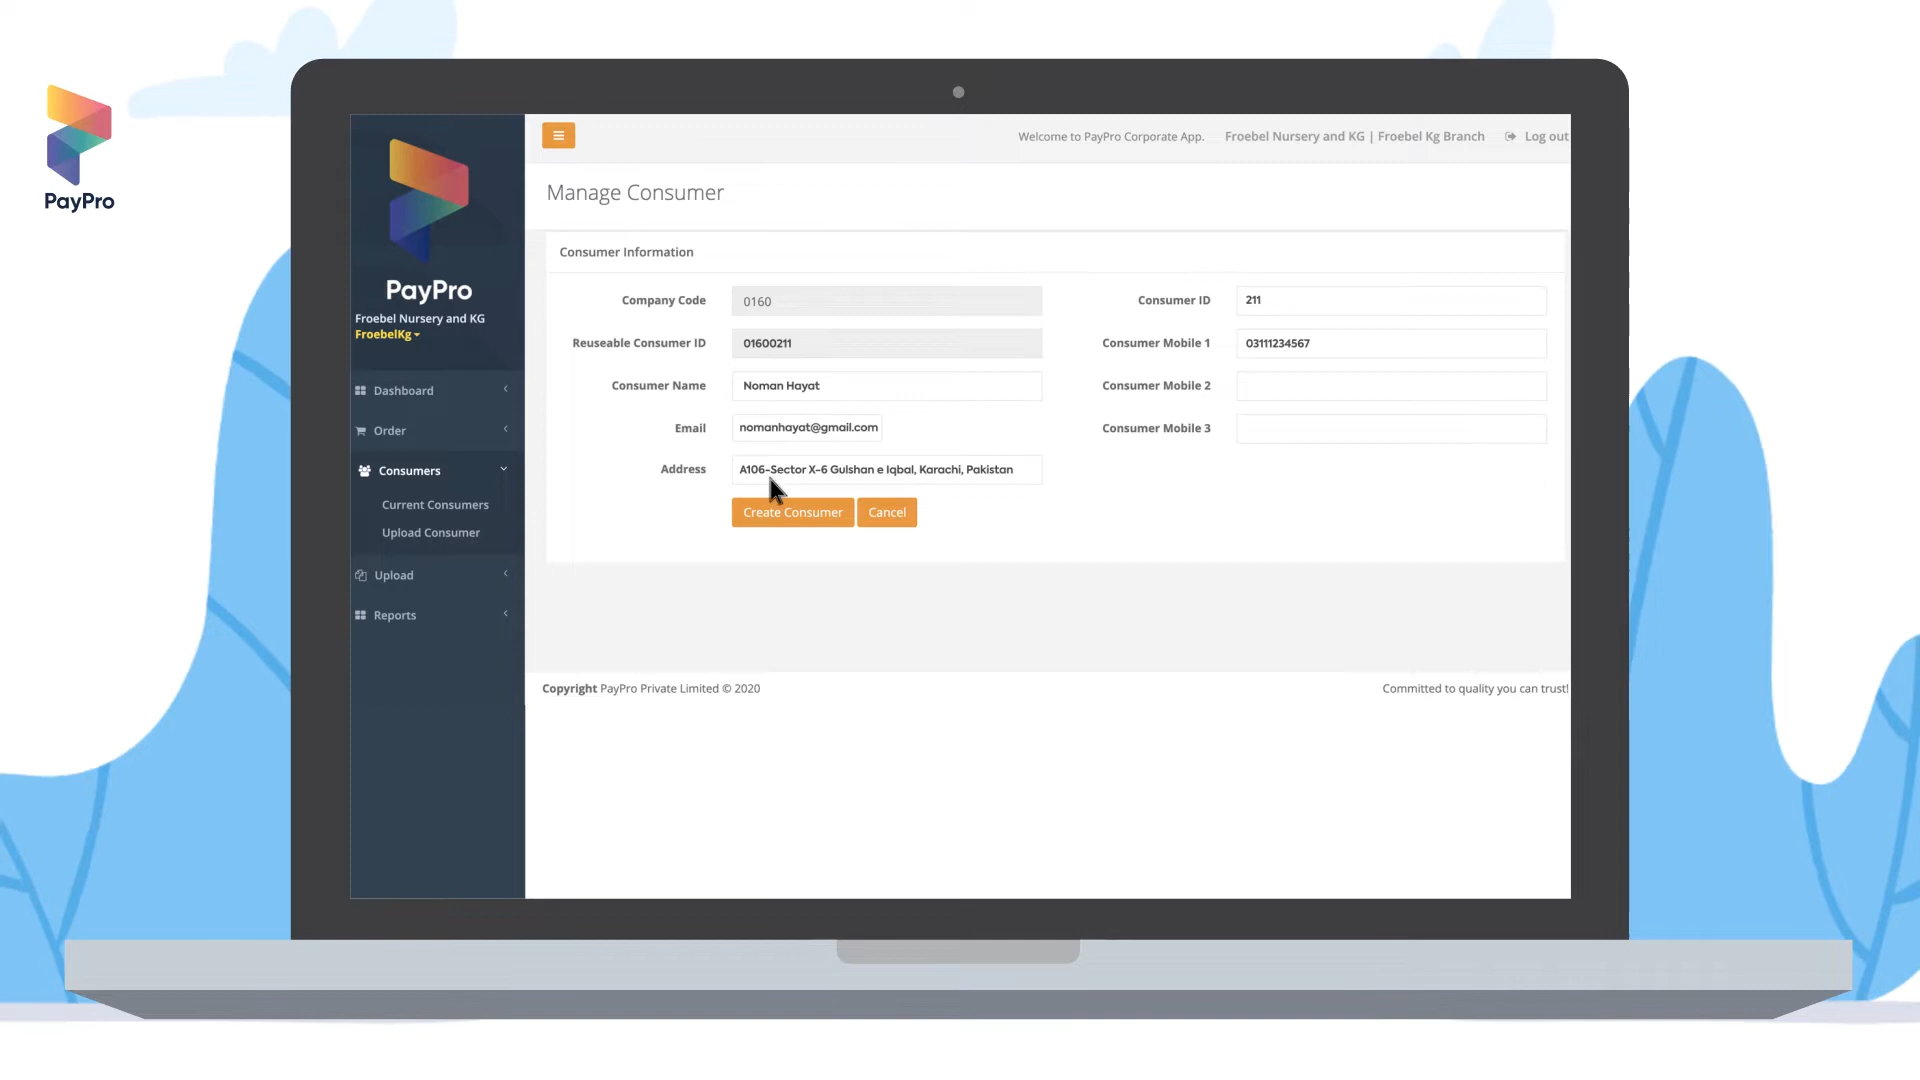 PayPro
PayPro
Froebel Nursery and KG
FroebelKg
Dashboard
Order
Consumers
Current Consumers
Upload Consumer
Upload
Reports
Welcome to PayPro Corporate App. Froebel Nursery and KG | Froebel Kg Branch Log out
Manage Consumer
Consumer Information
Company Code 0160 Consumer ID 211
Reuseable Consumer ID 01600211 Consumer Mobile 1 03111234567
Consumer Name Noman Hayat Consumer Mobile 2
Email nomanhayat@gmail.com Consumer Mobile 3
Address A106-Sector X-6 Gulshan e Iqbal, Karachi, Pakistan
Create Consumer Cancel
Copyright PayPro Private Limited © 2020 Committed to quality you can trust!